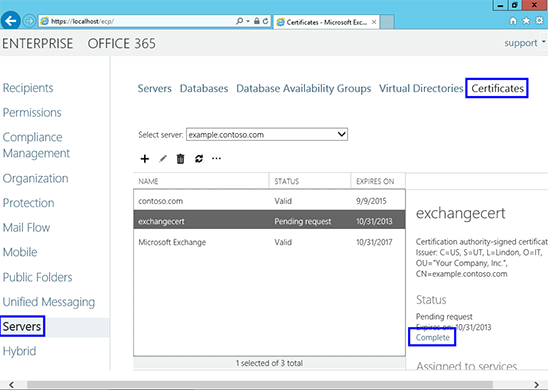 https://localhost/ecp/
Certificates - Microsoft Exc...
ENTERPRISE OFFICE 365
support
Recipients
Permissions
Compliance
Management
Organization
Protection
Mail Flow
Mobile
Public Folders
Unified Messaging
Servers
Hybrid
Servers Databases Database Availability Groups Virtual Directories Certificates
Select server: example.contoso.com
NAME STATUS EXPIRES ON
contoso.com Valid 9/9/2015
exchangecert Pending request 10/31/2013
Microsoft Exchange Valid 10/31/2017
1 selected of 3 total
exchangecert
Certification authority-signed certificat
Issuer: C=US, S=UT, L=Lindon, O=IT,
OU="Your Company, Inc.",
CN=example.contoso.com
Status
Pending request
Expires on 10/31/2013
Complete
Assigned to services